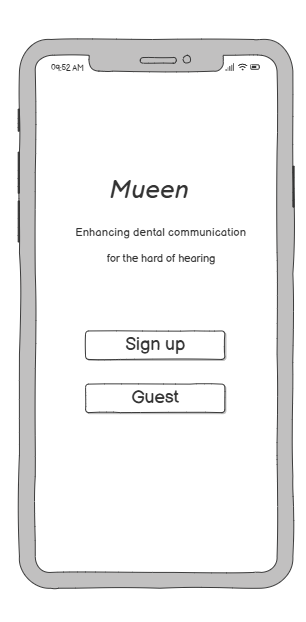 09:52 AM
Mueen
Enhancing dental communication
for the hard of hearing
Sign up
Guest